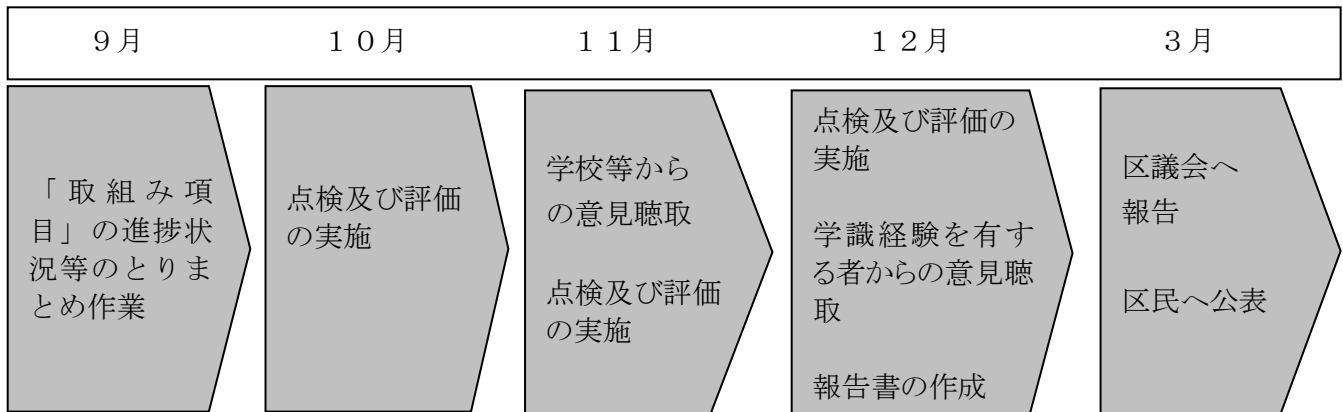 ９月
１０月
１１月
１２月
３月
「取組み項
目」の進捗状
況等のとりま
とめ作業
点検及び評価
の実施
学校等から
の意見聴取
点検及び評価
の実施
点検及び評価の
実施
学識経験を有す
る者からの意見聴
取
報告書の作成
区議会へ
報告
区民へ公表